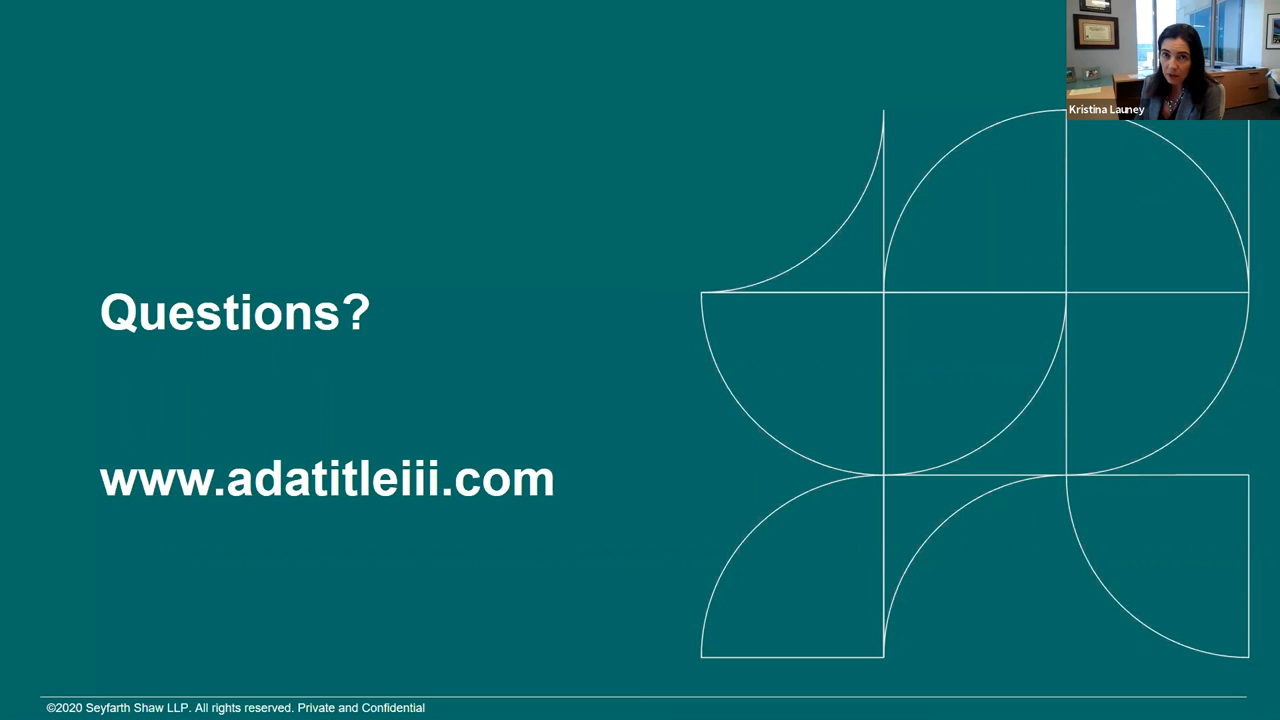 Kristina Launey
Questions?
www.adatitleiii.com
©2020 Seyfarth Shaw LLP. All rights reserved. Private and Confidential